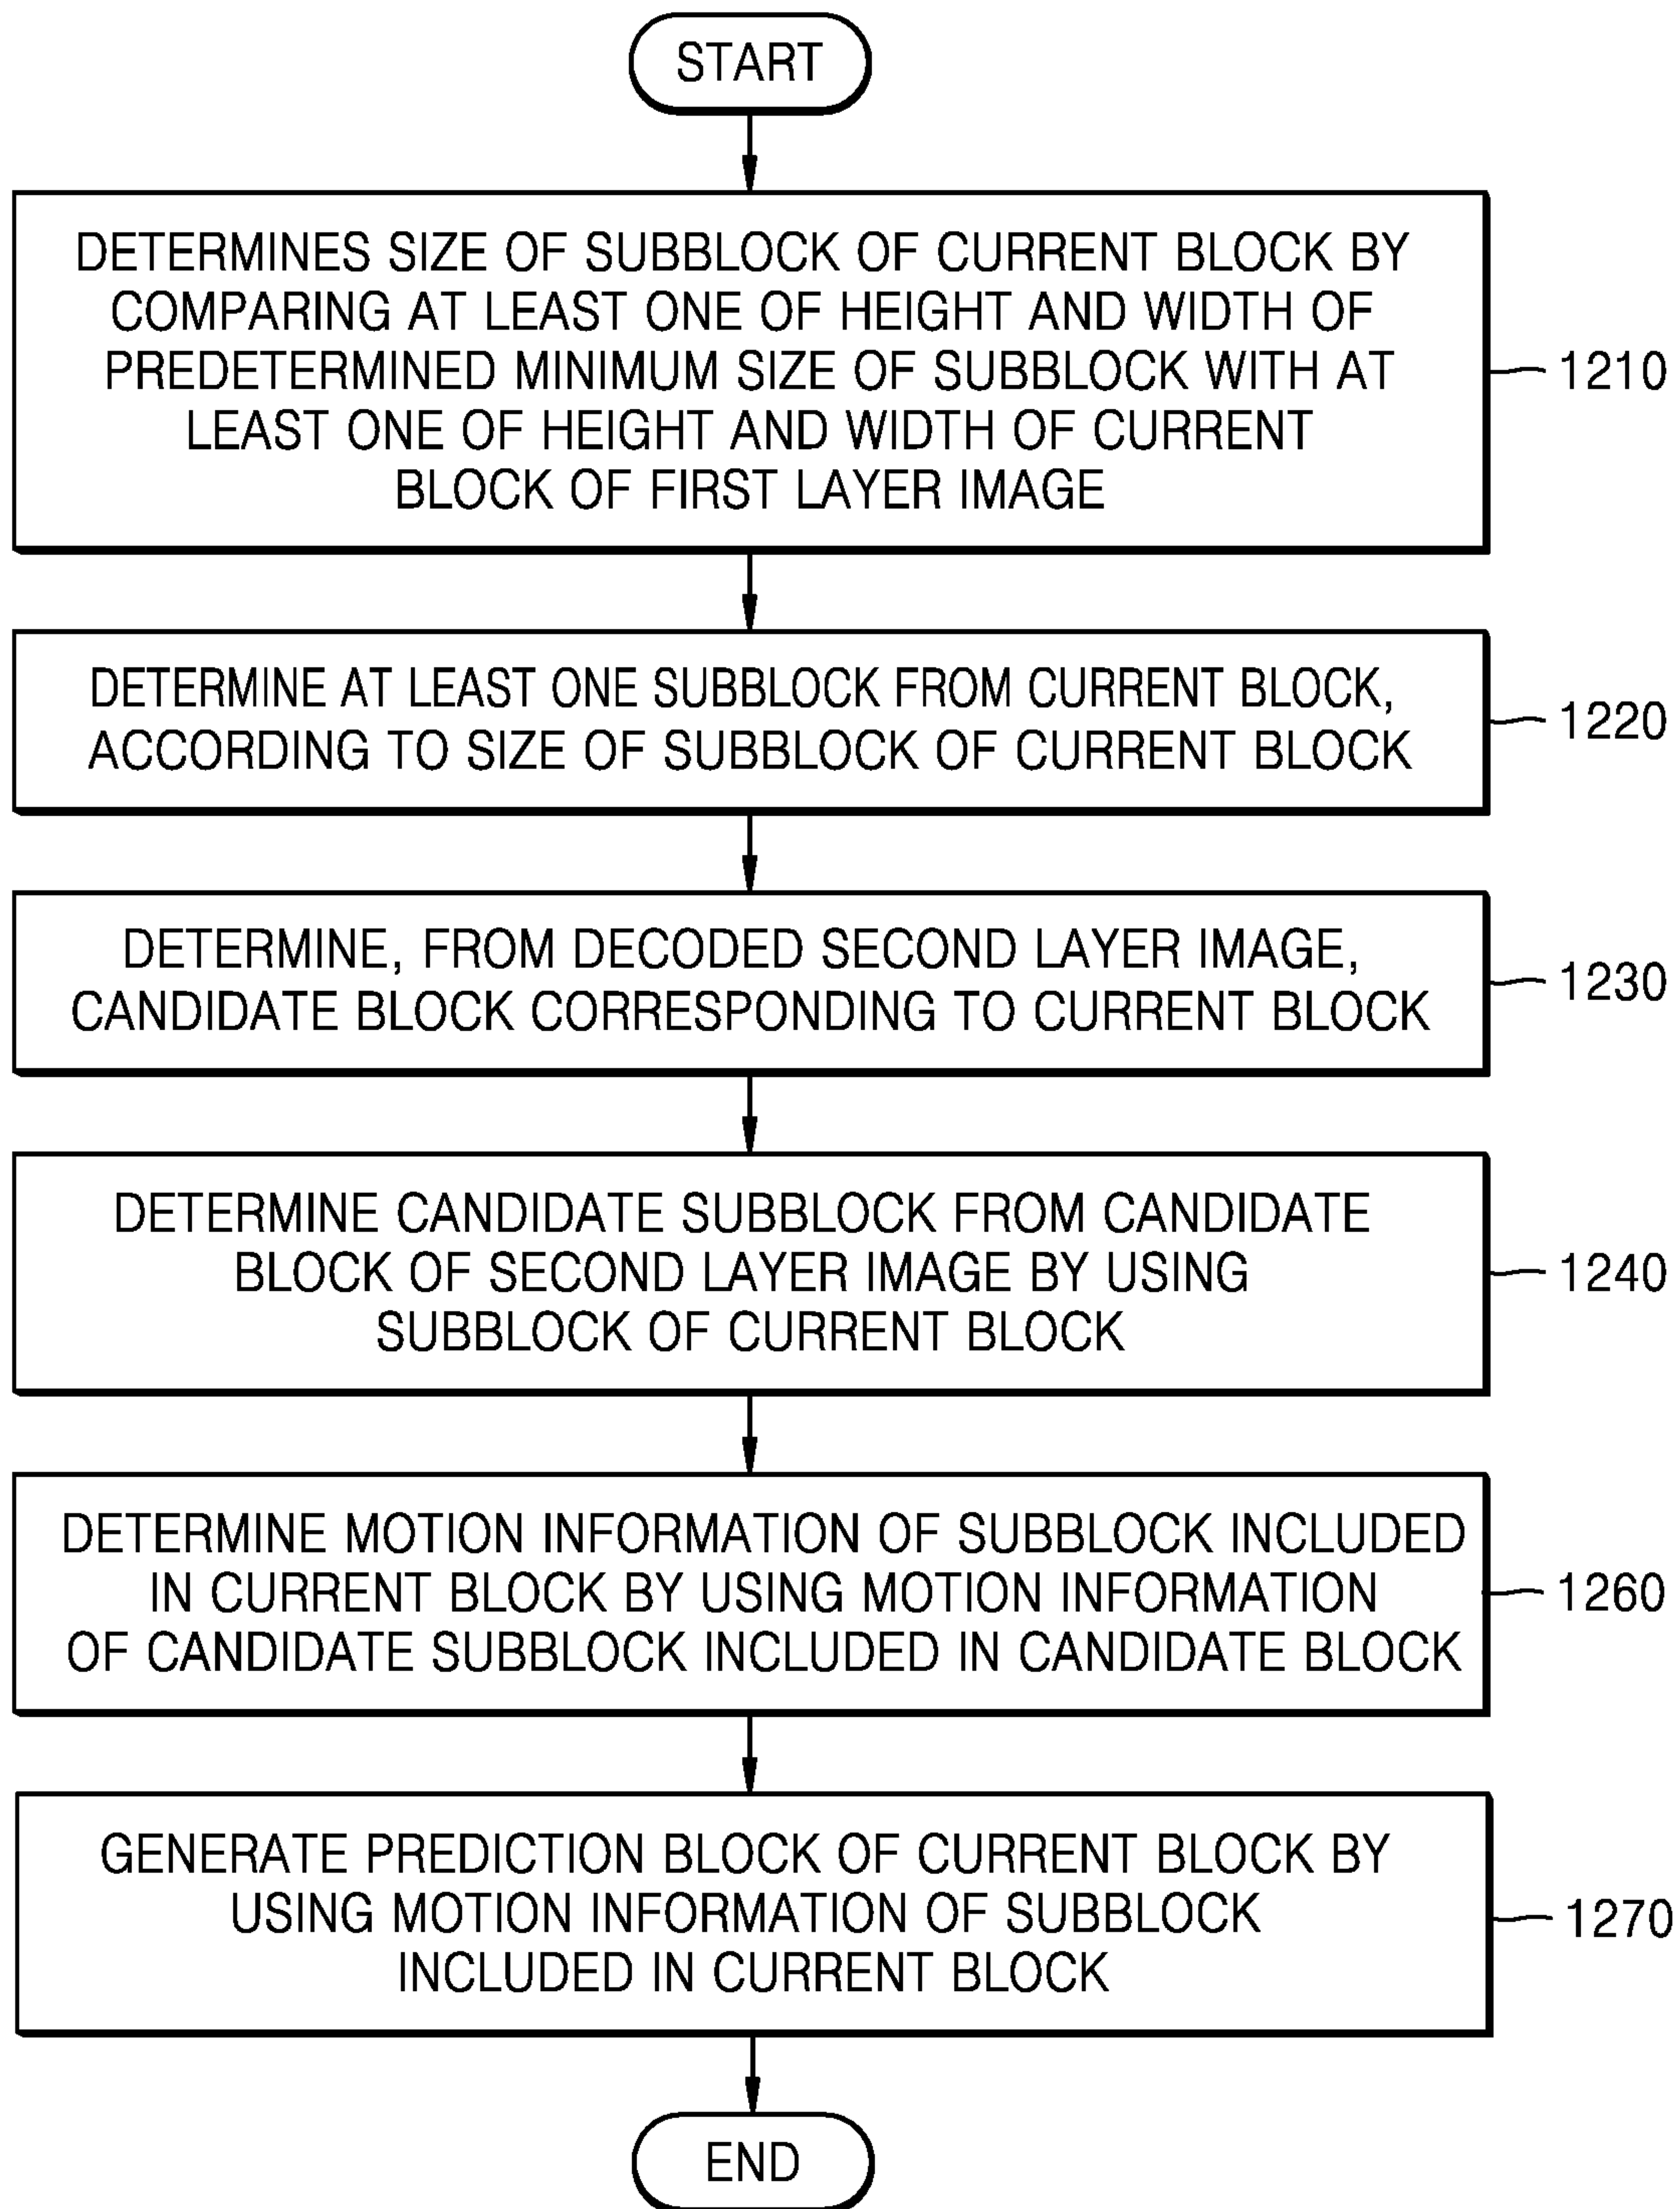 START
DETERMINES SIZE OF SUBBLOCK OF CURRENT BLOCK BY
COMPARING AT LEAST ONE OF HEIGHT AND WIDTH OF
PREDETERMINED MINIMUM SIZE OF SUBBLOCK WITH AT
LEAST ONE OF HEIGHT AND WIDTH OF CURRENT
BLOCK OF FIRST LAYER IMAGE
1210
DETERMINE AT LEAST ONE SUBBLOCK FROM CURRENT BLOCK,
ACCORDING TO SIZE OF SUBBLOCK OF CURRENT BLOCK
1220
DETERMINE, FROM DECODED SECOND LAYER IMAGE,
CANDIDATE BLOCK CORRESPONDING TO CURRENT BLOCK
1230
DETERMINE CANDIDATE SUBBLOCK FROM CANDIDATE
BLOCK OF SECOND LAYER IMAGE BY USING
SUBBLOCK OF CURRENT BLOCK
1240
DETERMINE MOTION INFORMATION OF SUBBLOCK INCLUDED
IN CURRENT BLOCK BY USING MOTION INFORMATION
OF CANDIDATE SUBBLOCK INCLUDED IN CANDIDATE BLOCK
1260
GENERATE PREDICTION BLOCK OF CURRENT BLOCK BY
USING MOTION INFORMATION OF SUBBLOCK
INCLUDED IN CURRENT BLOCK
1270
END